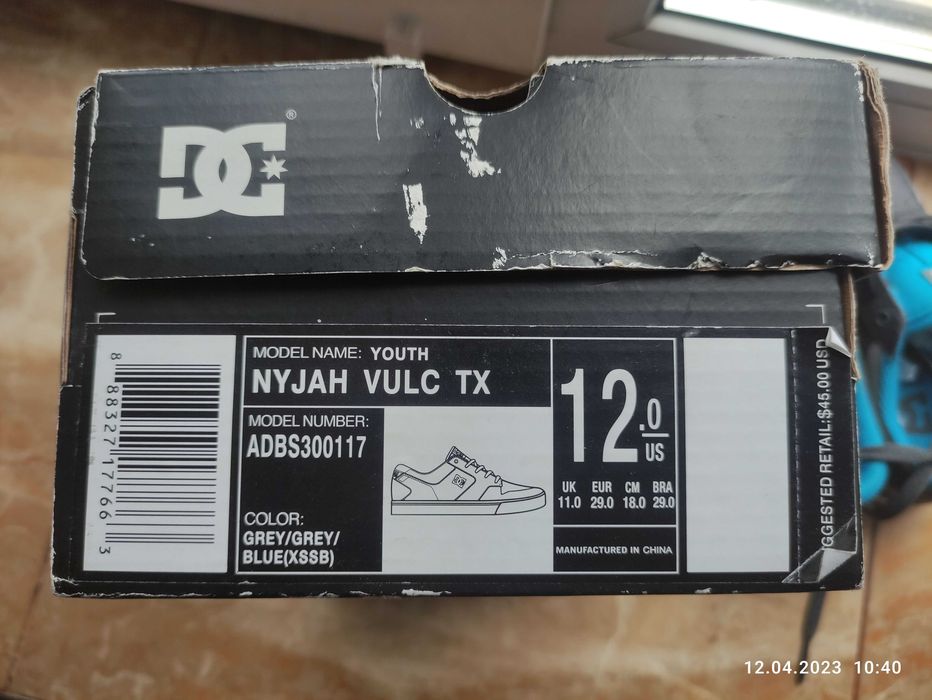 DC
®
8 88327 17766 3
MODEL NAME: YOUTH
NYJAH VULC TX
MODEL NUMBER:
ADBS300117
COLOR:
GREY/GREY/
BLUE(XSSB)
DC
12.0
US
UK EUR CM BRA
11.0 29.0 18.0 29.0
MANUFACTURED IN CHINA
GGESTED RETAIL:$45.00 USD
12.04.2023 10:40